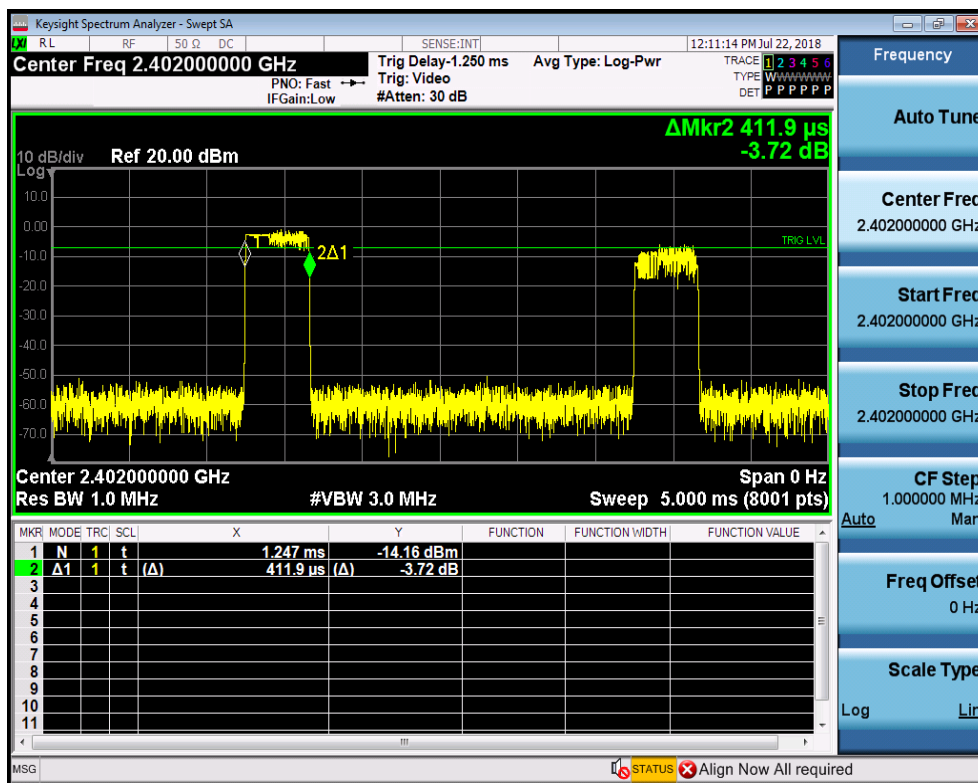 Keysight Spectrum Analyzer - Swept SA
LXI RL RF 50 Ω DC SENSE:INT 12:11:14 PM Jul 22, 2018
Center Freq 2.402000000 GHz
PNO: Fast
IFGain:Low
Trig Delay-1.250 ms
Trig: Video
#Atten: 30 dB
Avg Type: Log-Pwr
TRACE 1 2 3 4 5 6
TYPE WWWWWW
DET P P P P P P
ΔMkr2 411.9 µs
-3.72 dB
10 dB/div Ref 20.00 dBm
Log
10.0
0.00
-10.0
-20.0
-30.0
-40.0
-50.0
-60.0
-70.0
2Δ1
TRIG LVL
Center 2.402000000 GHz Span 0 Hz
Res BW 1.0 MHz #VBW 3.0 MHz Sweep 5.000 ms (8001 pts)
MKR MODE TRC SCL X Y FUNCTION FUNCTION WIDTH FUNCTION VALUE
1 N 1 t 1.247 ms -14.16 dBm
2 Δ1 1 t (Δ) 411.9 µs (Δ) -3.72 dB
3
4
5
6
7
8
9
10
11
MSG STATUS Align Now All required
Frequency
Auto Tune
Center Freq
2.402000000 GHz
Start Freq
2.402000000 GHz
Stop Freq
2.402000000 GHz
CF Step
1.000000 MHz
Auto Man
Freq Offset
0 Hz
Scale Type
Log Lin